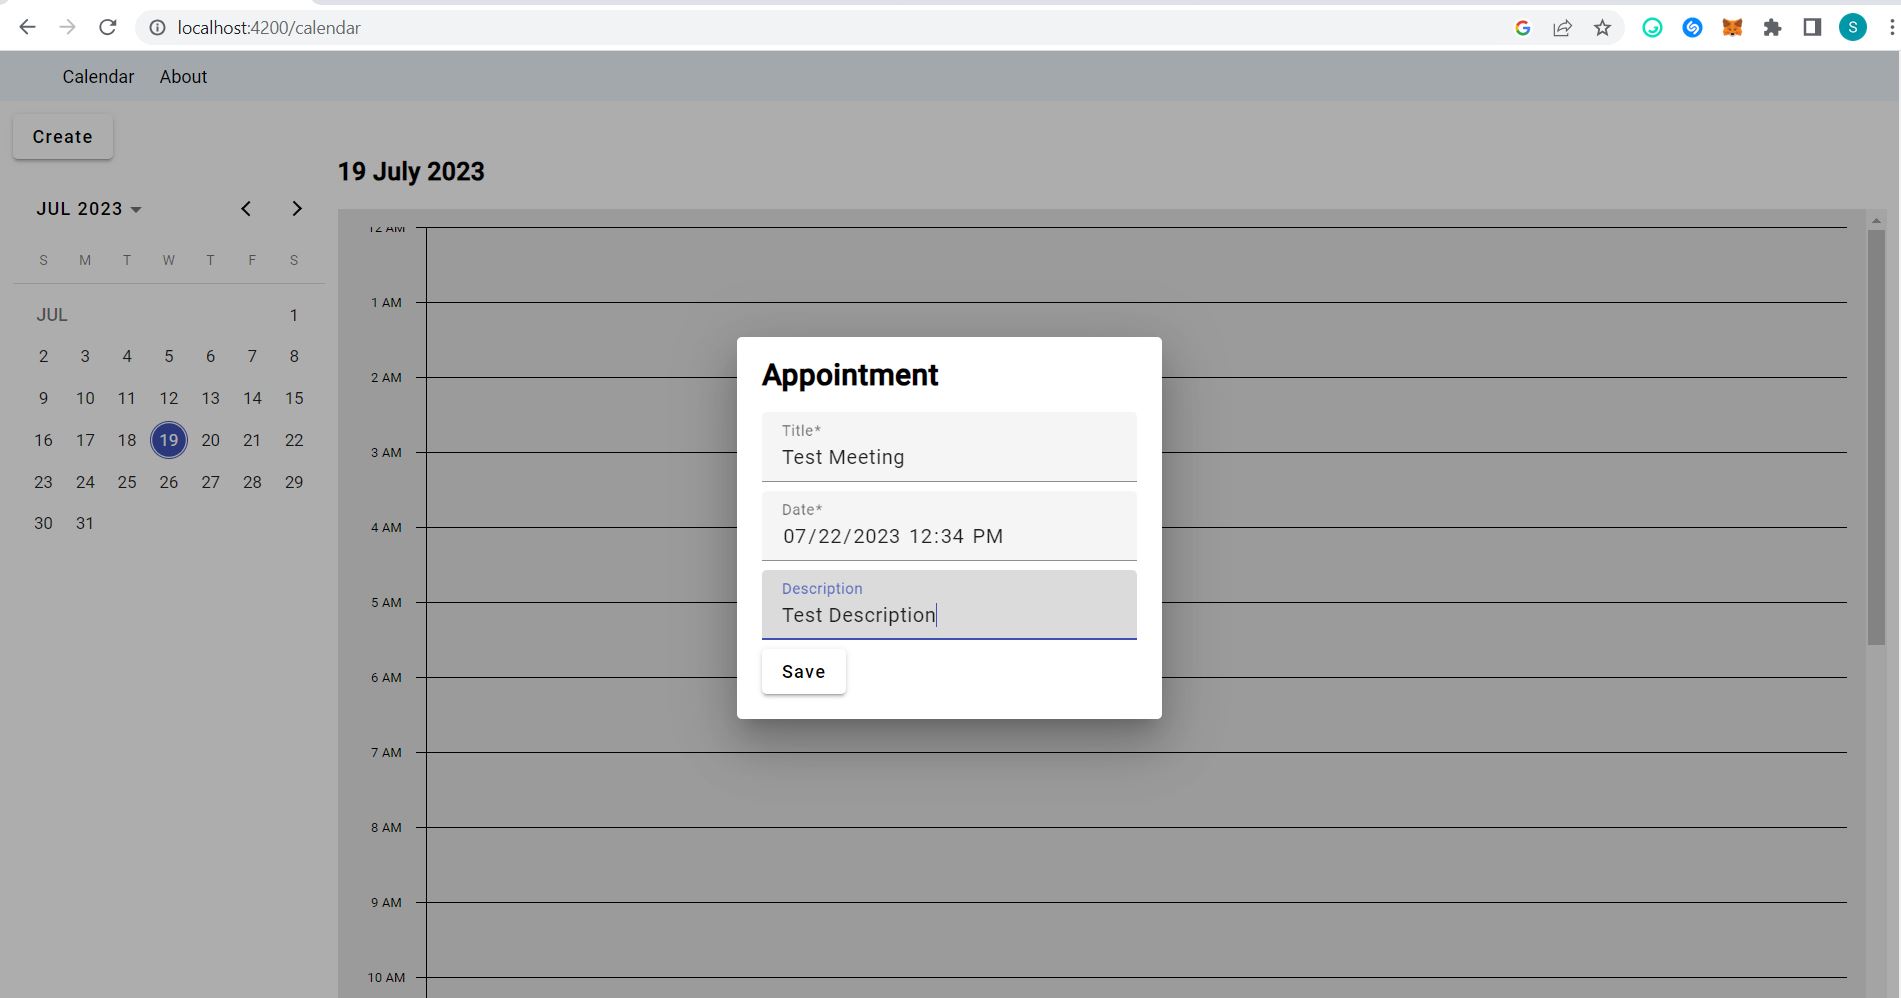 localhost:4200/calendar
S
Calendar About
Create
19 July 2023
JUL 2023
S M T W T F S
JUL 1
2 3 4 5 6 7 8
9 10 11 12 13 14 15
16 17 18 19 20 21 22
23 24 25 26 27 28 29
30 31
12 AM
1 AM
2 AM
3 AM
4 AM
5 AM
6 AM
7 AM
8 AM
9 AM
10 AM
Appointment
Title*
Test Meeting
Date*
07/22/2023 12:34 PM
Description
Test Description
Save